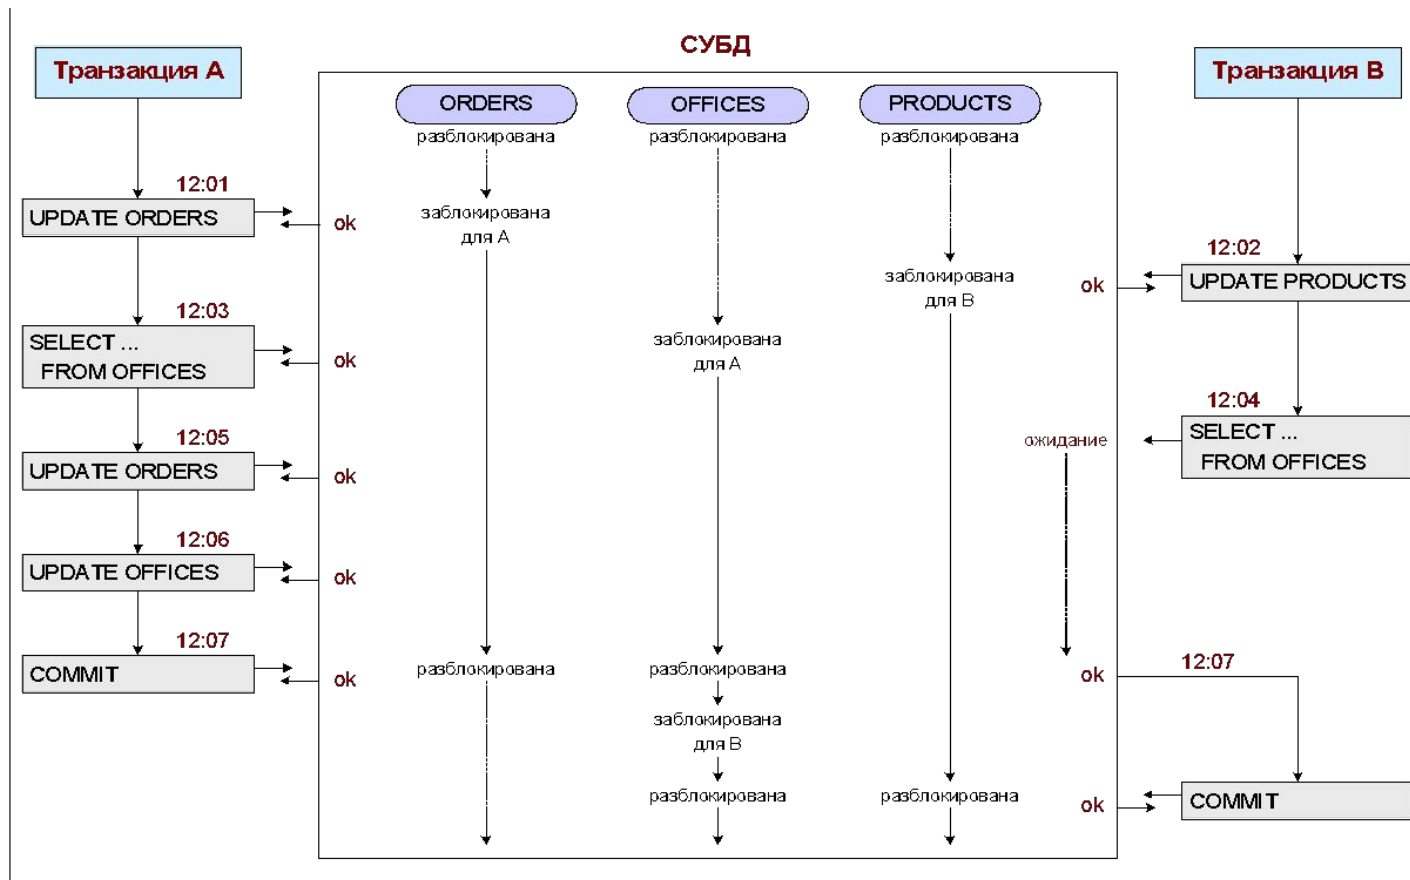 СУБД
Транзакция A
Транзакция B
ORDERS
OFFICES
PRODUCTS
разблокирована
разблокирована
разблокирована
12:01
UPDATE ORDERS
ok
заблокирована
для A
12:02
UPDATE PRODUCTS
ok
заблокирована
для B
12:03
SELECT ...
FROM OFFICES
ok
заблокирована
для A
12:04
SELECT ...
FROM OFFICES
ожидание
12:05
UPDATE ORDERS
ok
12:06
UPDATE OFFICES
ok
12:07
COMMIT
ok
разблокирована
разблокирована
ok
12:07
заблокирована
для B
разблокирована
разблокирована
ok
COMMIT